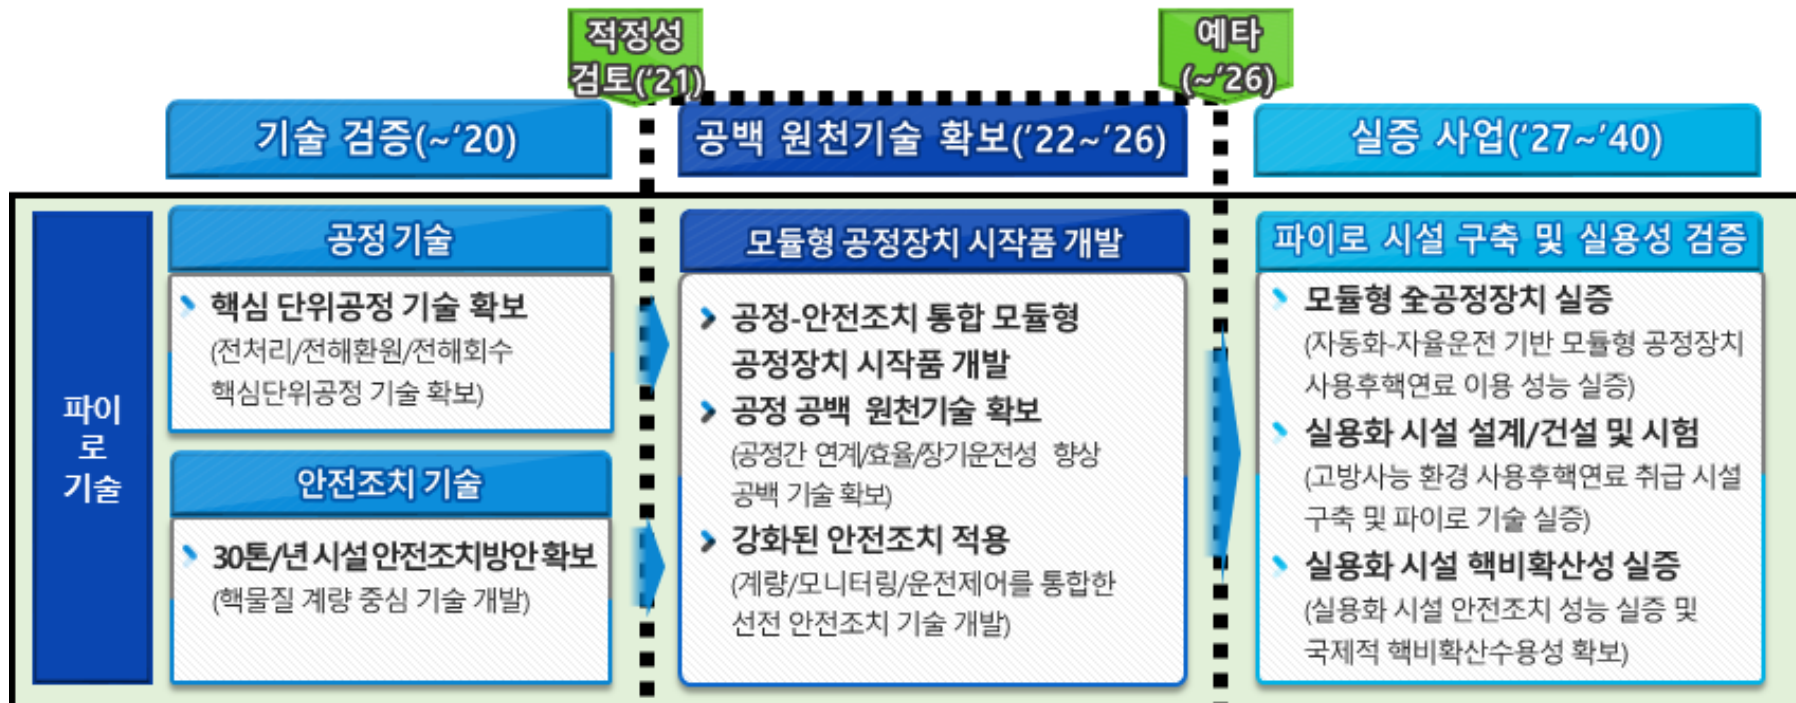 적정성
검토(‘21)
예타
(~’26)
기술 검증(~‘20)
공백 원천기술 확보(‘22~‘26)
실증 사업(‘27~‘40)
파이
로
기술
공정 기술
핵심 단위공정 기술 확보
(전처리/전해환원/전해회수
핵심단위공정 기술 확보)
안전조치 기술
30톤/년 시설 안전조치방안 확보
(핵물질 계량 중심 기술 개발)
모듈형 공정장치 시작품 개발
공정-안전조치 통합 모듈형
공정장치 시작품 개발
공정 공백 원천기술 확보
(공정간 연계/효율/장기운전성 향상
공백 기술 확보)
강화된 안전조치 적용
(계량/모니터링/운전제어를 통합한
선전 안전조치 기술 개발)
파이로 시설 구축 및 실용성 검증
모듈형 全공정장치 실증
(자동화-자율운전 기반 모듈형 공정장치
사용후핵연료 이용 성능 실증)
실용화 시설 설계/건설 및 시험
(고방사능 환경 사용후핵연료 취급 시설
구축 및 파이로 기술 실증)
실용화 시설 핵비확산성 실증
(실용화 시설 안전조치 성능 실증 및
국제적 핵비확산수용성 확보)